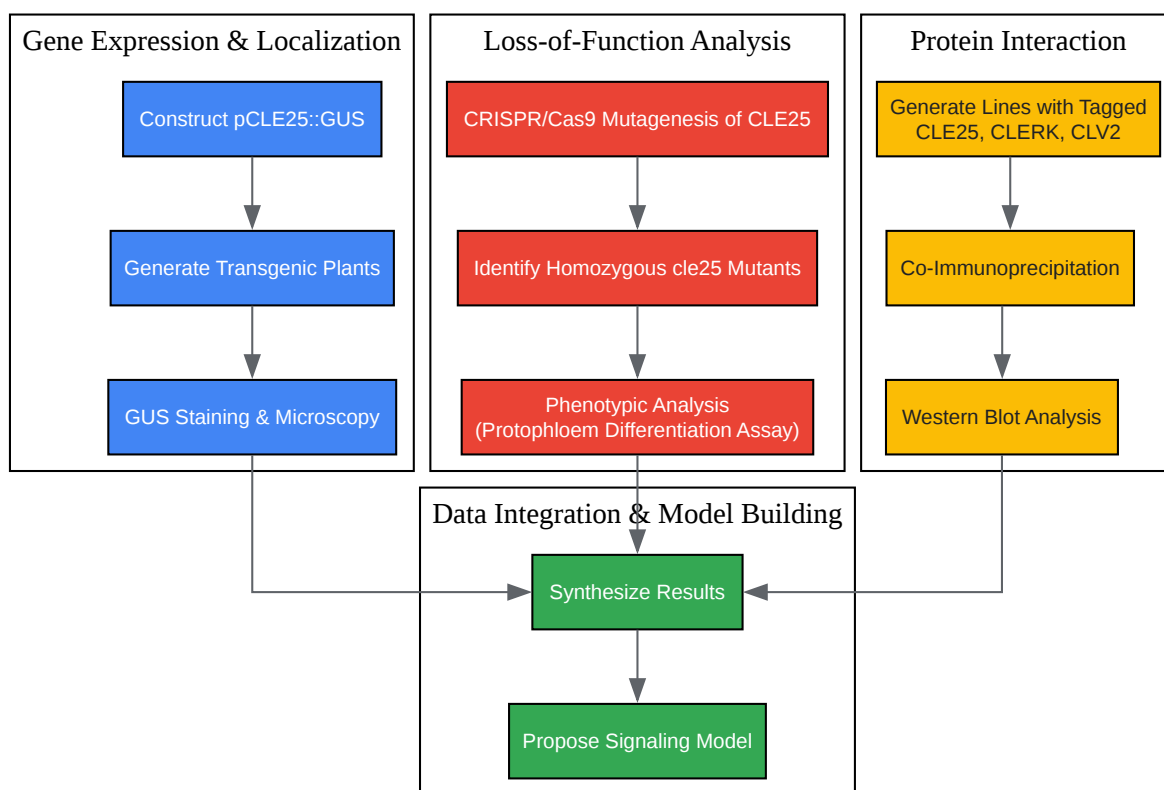 Gene Expression & Localization
Construct pCLE25::GUS
Generate Transgenic Plants
GUS Staining & Microscopy
Loss-of-Function Analysis
CRISPR/Cas9 Mutagenesis of CLE25
Identify Homozygous cle25 Mutants
Phenotypic Analysis
(Protophloem Differentiation Assay)
Protein Interaction
Generate Lines with Tagged
CLE25, CLERK, CLV2
Co-Immunoprecipitation
Western Blot Analysis
Data Integration & Model Building
Synthesize Results
Propose Signaling Model